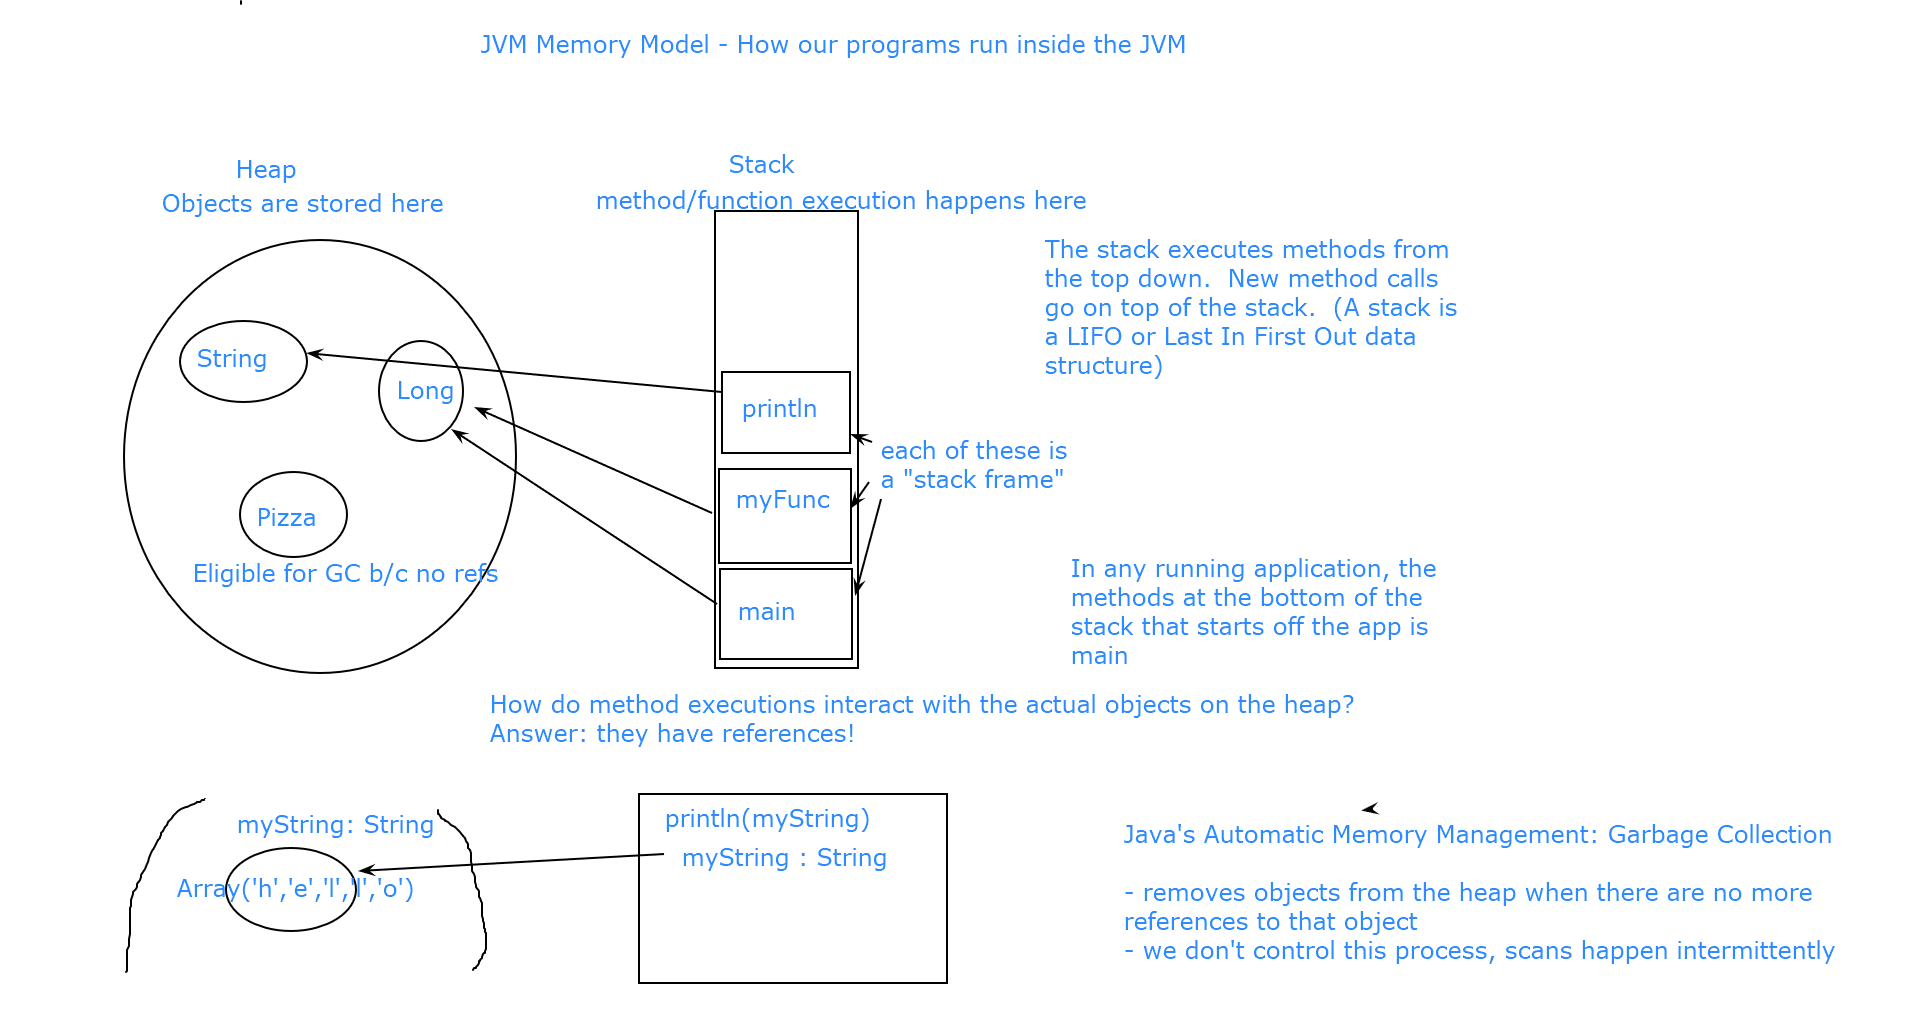 JVM Memory Model - How our programs run inside the JVM
Heap
Objects are stored here
Stack
method/function execution happens here
The stack executes methods from
the top down.  New method calls
go on top of the stack.  (A stack is
a LIFO or Last In First Out data
structure)
String
Long
println
each of these is
a "stack frame"
myFunc
Pizza
Eligible for GC b/c no refs
main
In any running application, the
methods at the bottom of the
stack that starts off the app is
main
How do method executions interact with the actual objects on the heap?
Answer: they have references!
myString: String
Array('h','e','l','l','o')
println(myString)
myString : String
Java's Automatic Memory Management: Garbage Collection
- removes objects from the heap when there are no more
references to that object
- we don't control this process, scans happen intermittently